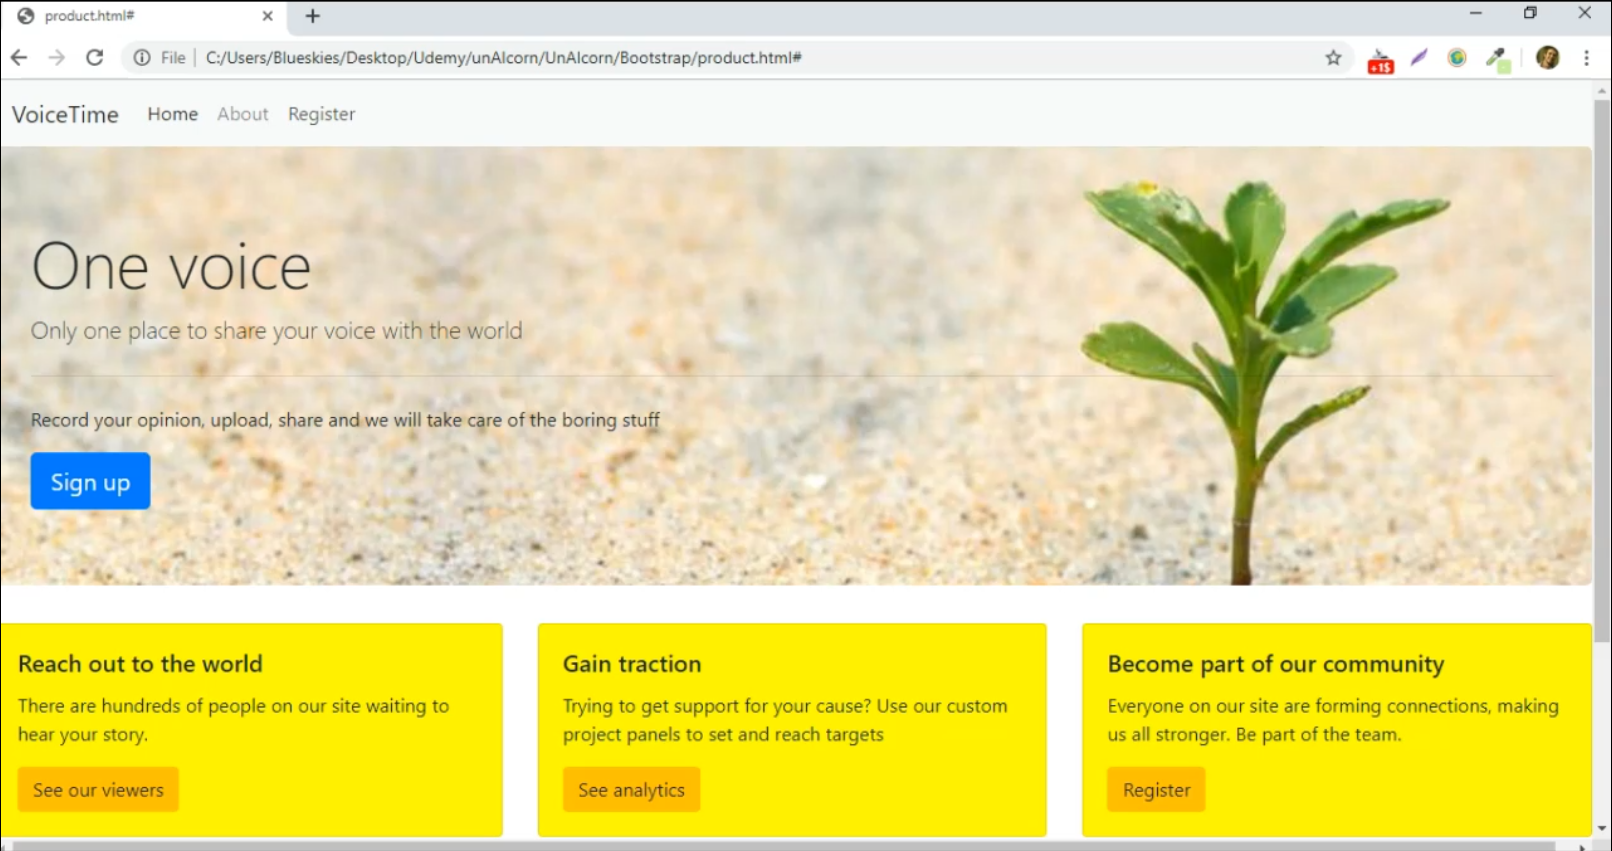 product.html#
File C:/Users/Blueskies/Desktop/Udemy/unAIcorn/UnAIcorn/Bootstrap/product.html#
+1$
VoiceTime Home About Register
One voice
Only one place to share your voice with the world
Record your opinion, upload, share and we will take care of the boring stuff
Sign up
Reach out to the world
There are hundreds of people on our site waiting to
hear your story.
See our viewers
Gain traction
Trying to get support for your cause? Use our custom
project panels to set and reach targets
See analytics
Become part of our community
Everyone on our site are forming connections, making
us all stronger. Be part of the team.
Register